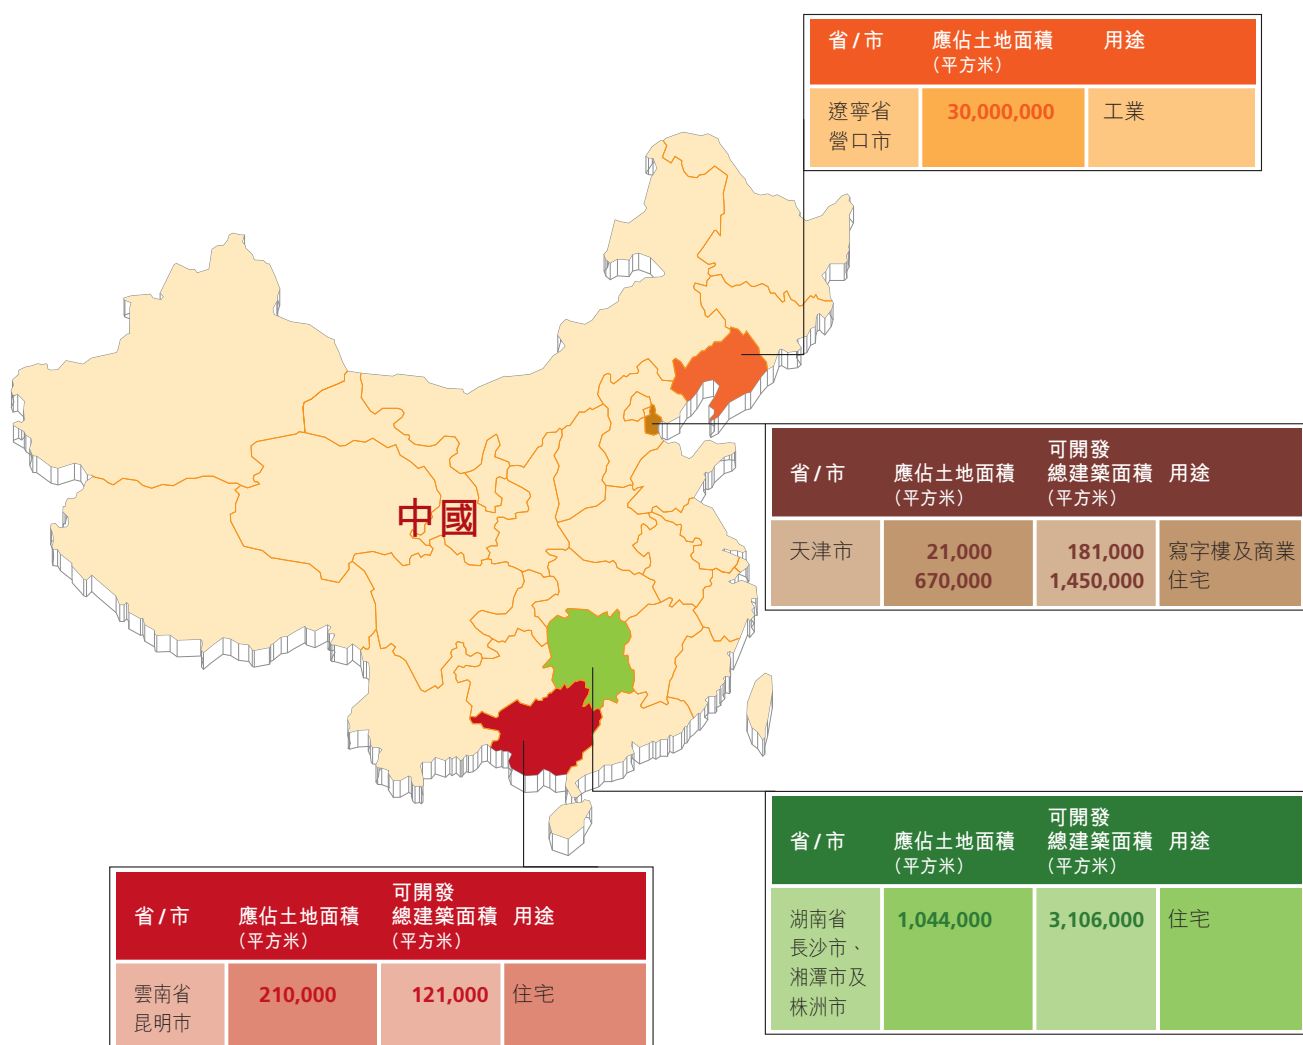 省/市 應佔土地面積 用途
(平方米)
遼寧省 30,000,000 工業
營口市
中國
可開發
省/市 應佔土地面積 總建築面積 用途
(平方米) (平方米)
天津市 21,000 181,000 寫字樓及商業
670,000 1,450,000 住宅
可開發
省/市 應佔土地面積 總建築面積 用途
(平方米) (平方米)
湖南省 1,044,000 3,106,000 住宅
長沙市、
湘潭市及
株洲市
可開發
省/市 應佔土地面積 總建築面積 用途
(平方米) (平方米)
雲南省 210,000 121,000 住宅
昆明市